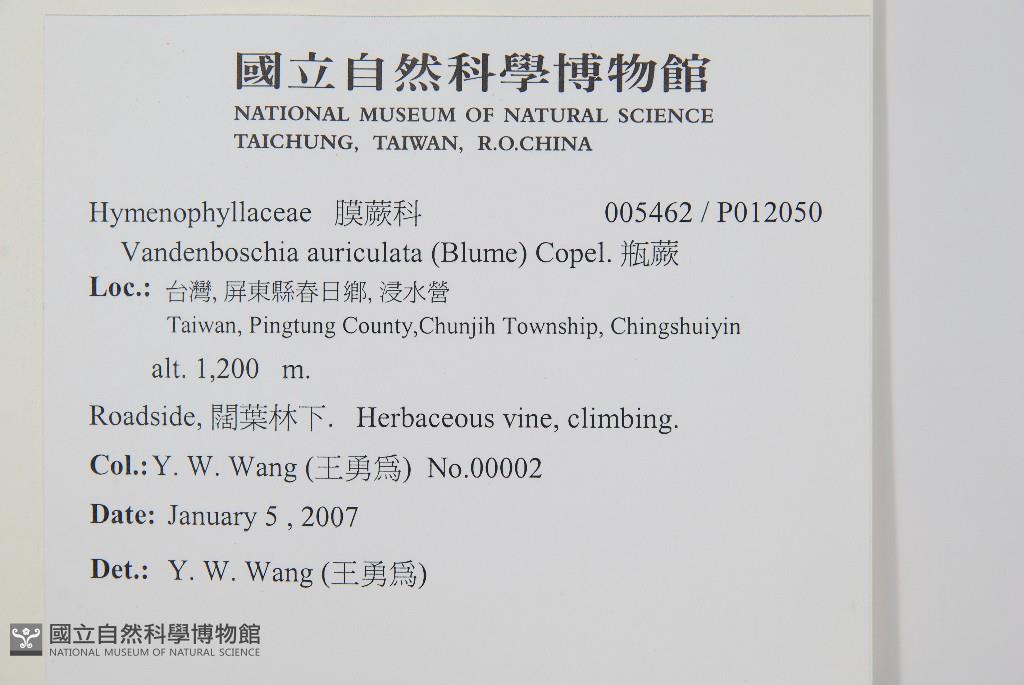 國立自然科學博物館
NATIONAL MUSEUM OF NATURAL SCIENCE
TAICHUNG, TAIWAN, R.O.CHINA
Hymenophyllaceae 膜蕨科 005462 / P012050
Vandenboschia auriculata (Blume) Copel. 瓶蕨
Loc.: 台灣, 屏東縣春日鄉, 浸水營
Taiwan, Pingtung County,Chunjih Township, Chingshuiyin
alt. 1,200 m.
Roadside, 闊葉林下. Herbaceous vine, climbing.
Col.: Y. W. Wang (王勇爲) No.00002
Date: January 5 , 2007
Det.: Y. W. Wang (王勇爲)
國立自然科學博物館
NATIONAL MUSEUM OF NATURAL SCIENCE